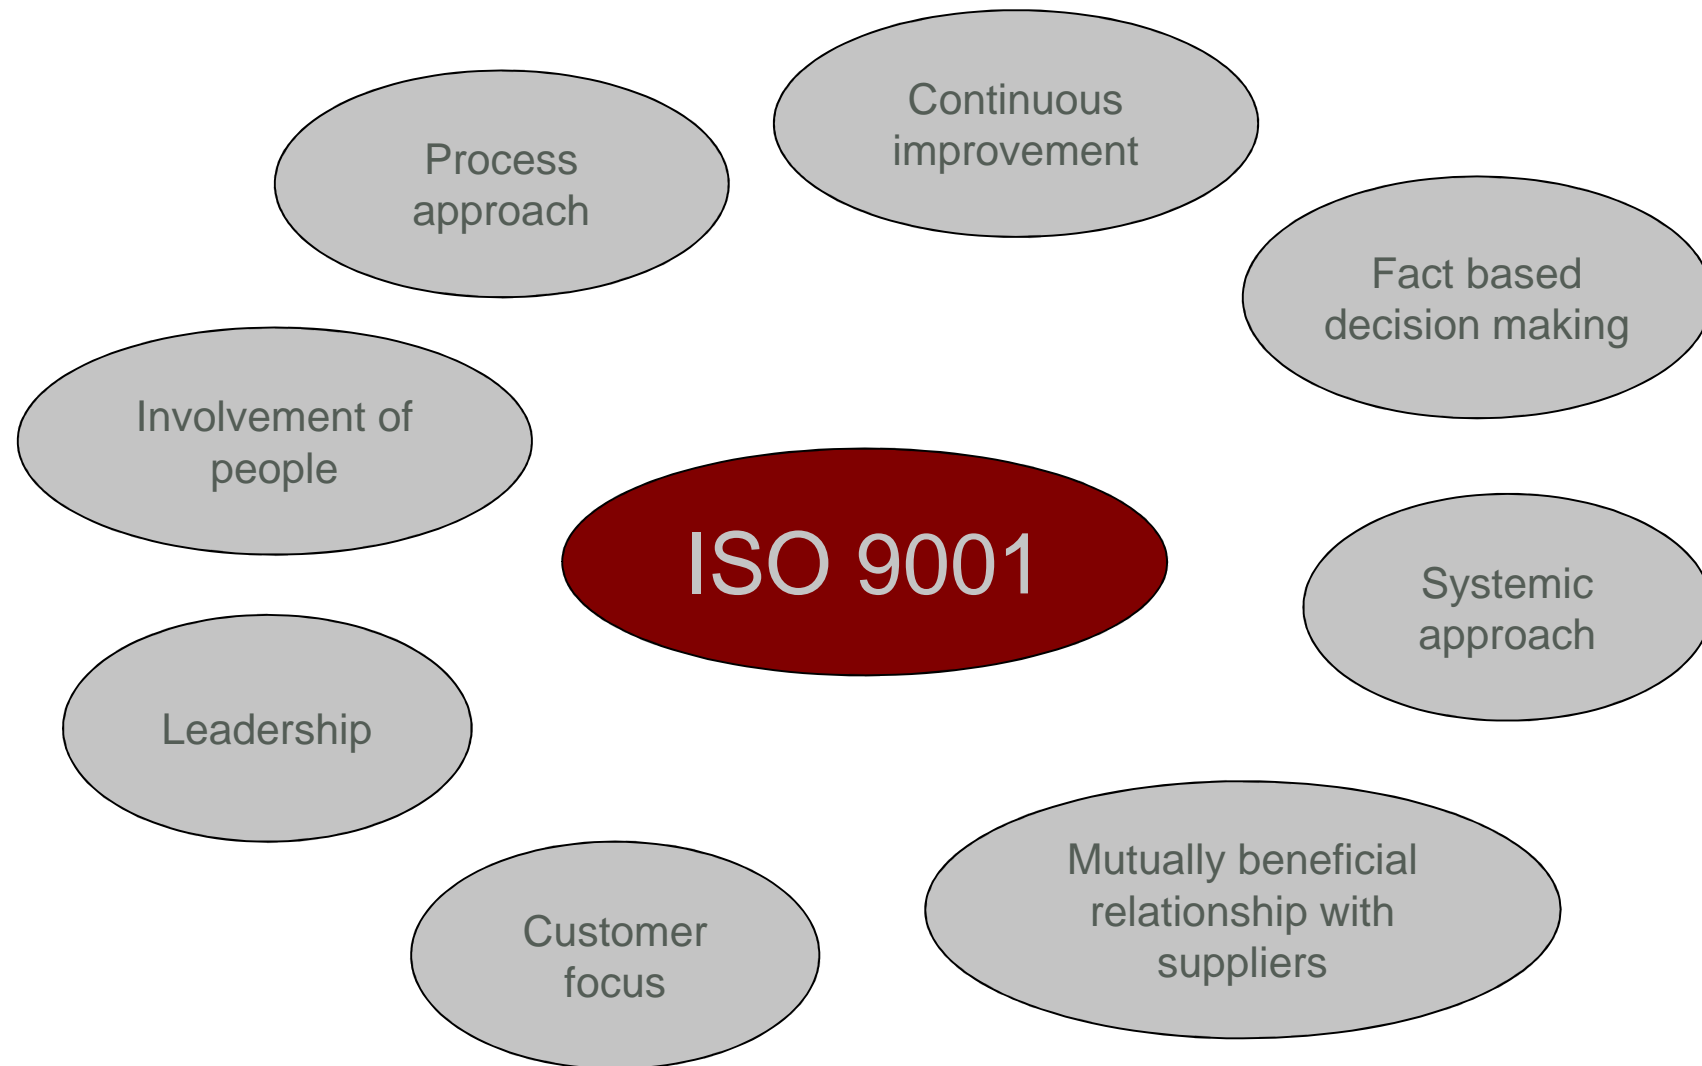 Continuous
improvement
Process
approach
Fact based
decision making
Involvement of
people
ISO 9001
Systemic
approach
Leadership
Mutually beneficial
relationship with
suppliers
Customer
focus